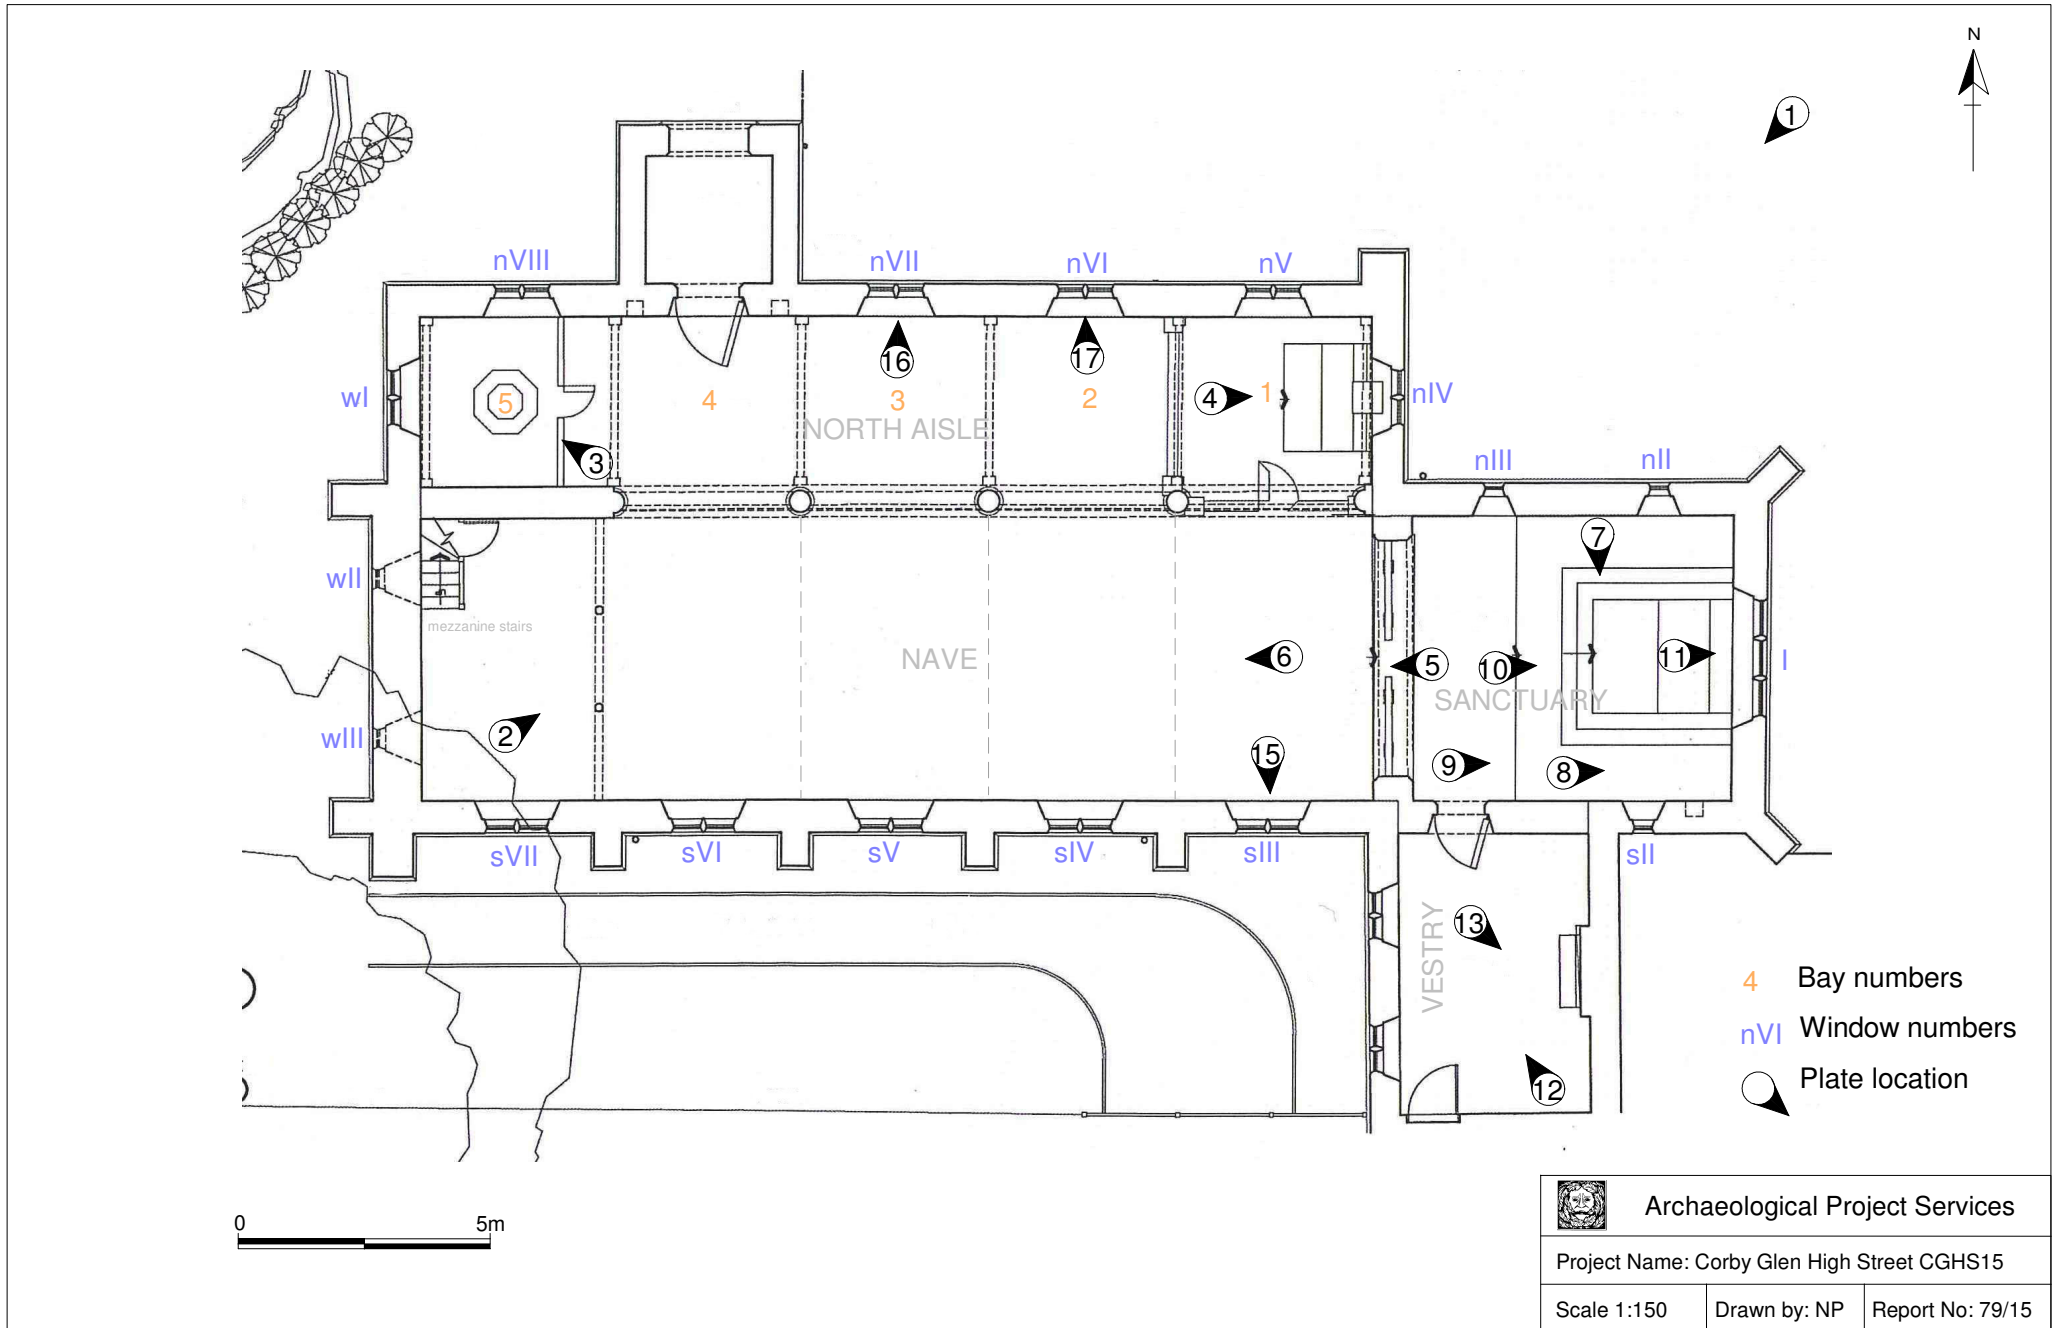 N
1
nVIII
nVII
nVI
nV
16
17
wI
5
4
3
2
4
1
nIV
NORTH AISLE
3
nIII
nII
7
wII
mezzanine stairs
NAVE
6
5
10
11
I
SANCTUARY
wIII
2
15
9
8
sVII
sVI
sV
sIV
sIII
sII
13
VESTRY
12
4 Bay numbers
nVI Window numbers
Plate location
0 5m
Archaeological Project Services
Project Name: Corby Glen High Street CGHS15
Scale 1:150 Drawn by: NP Report No: 79/15